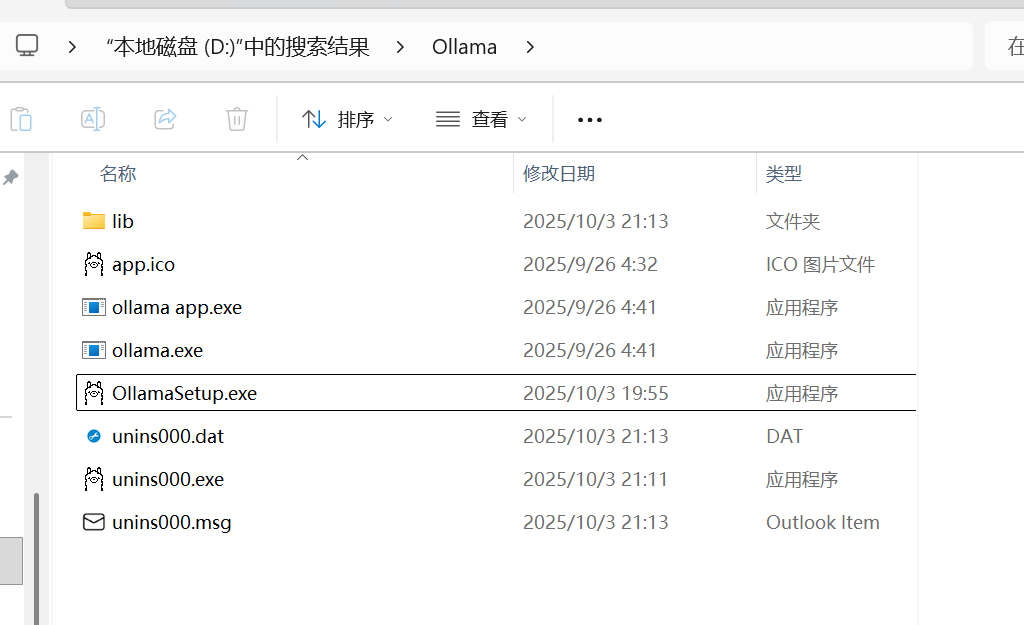 “本地磁盘 (D:)”中的搜索结果 > Ollama >
排序 查看 •••
名称 修改日期 类型
lib 2025/10/3 21:13 文件夹
app.ico 2025/9/26 4:32 ICO 图片文件
ollama app.exe 2025/9/26 4:41 应用程序
ollama.exe 2025/9/26 4:41 应用程序
OllamaSetup.exe 2025/10/3 19:55 应用程序
unins000.dat 2025/10/3 21:13 DAT
unins000.exe 2025/10/3 21:11 应用程序
unins000.msg 2025/10/3 21:13 Outlook Item